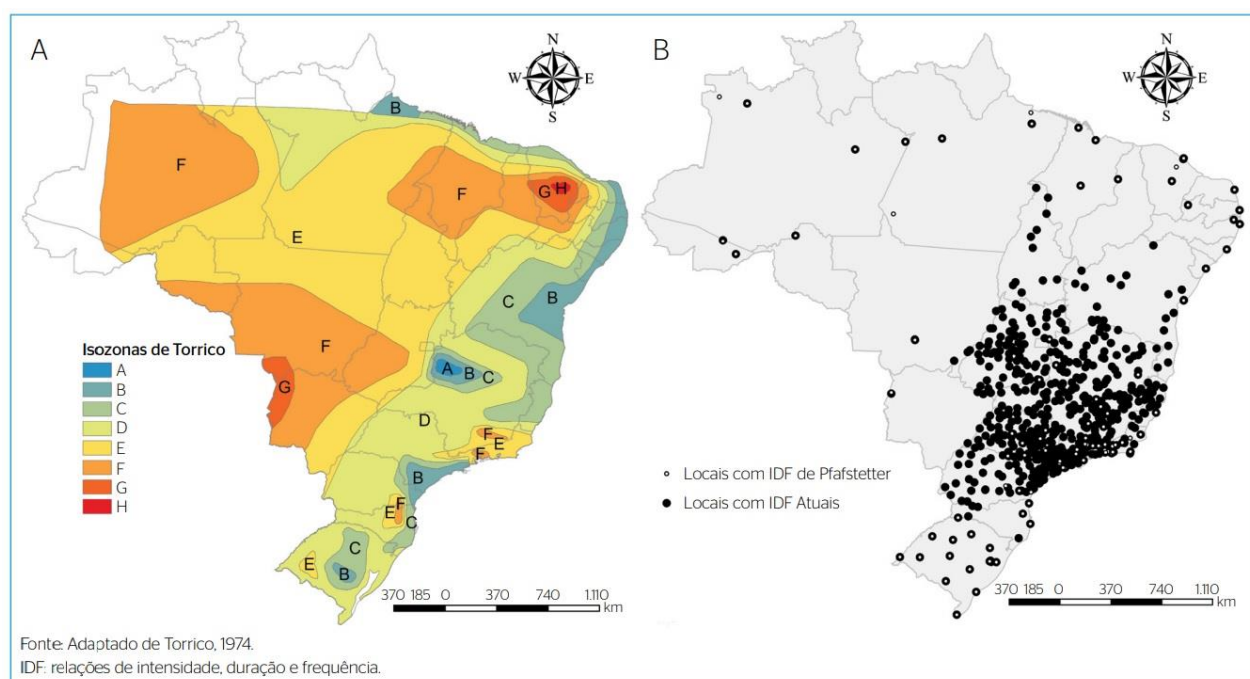 A
N
W E
S
B
F
G H
F
E
C
B
F
A B C
G
D
F
E
F
B
F
E
C
C
E
B
Isozonas de Torrico
A
B
C
D
E
F
G
H
370 185 0 370 740 1.110
km
B
N
W E
S
Locais com IDF de Pfafstetter
Locais com IDF Atuais
370 185 0 370 740 1.110
km
Fonte: Adaptado de Torrico, 1974.
IDF: relações de intensidade, duração e frequência.